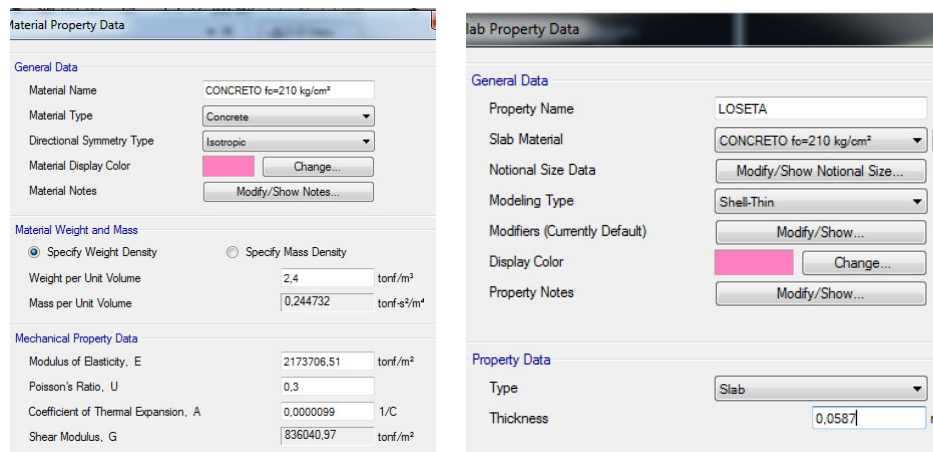 Material Property Data
General Data
Material Name CONCRETO fc=210 kg/cm²
Material Type Concrete
Directional Symmetry Type Isotropic
Material Display Color Change...
Material Notes Modify/Show Notes...
Material Weight and Mass
Specify Weight Density Specify Mass Density
Weight per Unit Volume 2,4 tonf/m³
Mass per Unit Volume 0,244732 tonf-s²/m⁴
Mechanical Property Data
Modulus of Elasticity, E 2173706,51 tonf/m²
Poisson's Ratio, U 0,3
Coefficient of Thermal Expansion, A 0,0000099 1/C
Shear Modulus, G 836040,97 tonf/m²
lab Property Data
General Data
Property Name LOSETA
Slab Material CONCRETO fc=210 kg/cm²
Notional Size Data Modify/Show Notional Size...
Modeling Type Shell-Thin
Modifiers (Currently Default) Modify/Show...
Display Color Change...
Property Notes Modify/Show...
Property Data
Type Slab
Thickness 0,0587